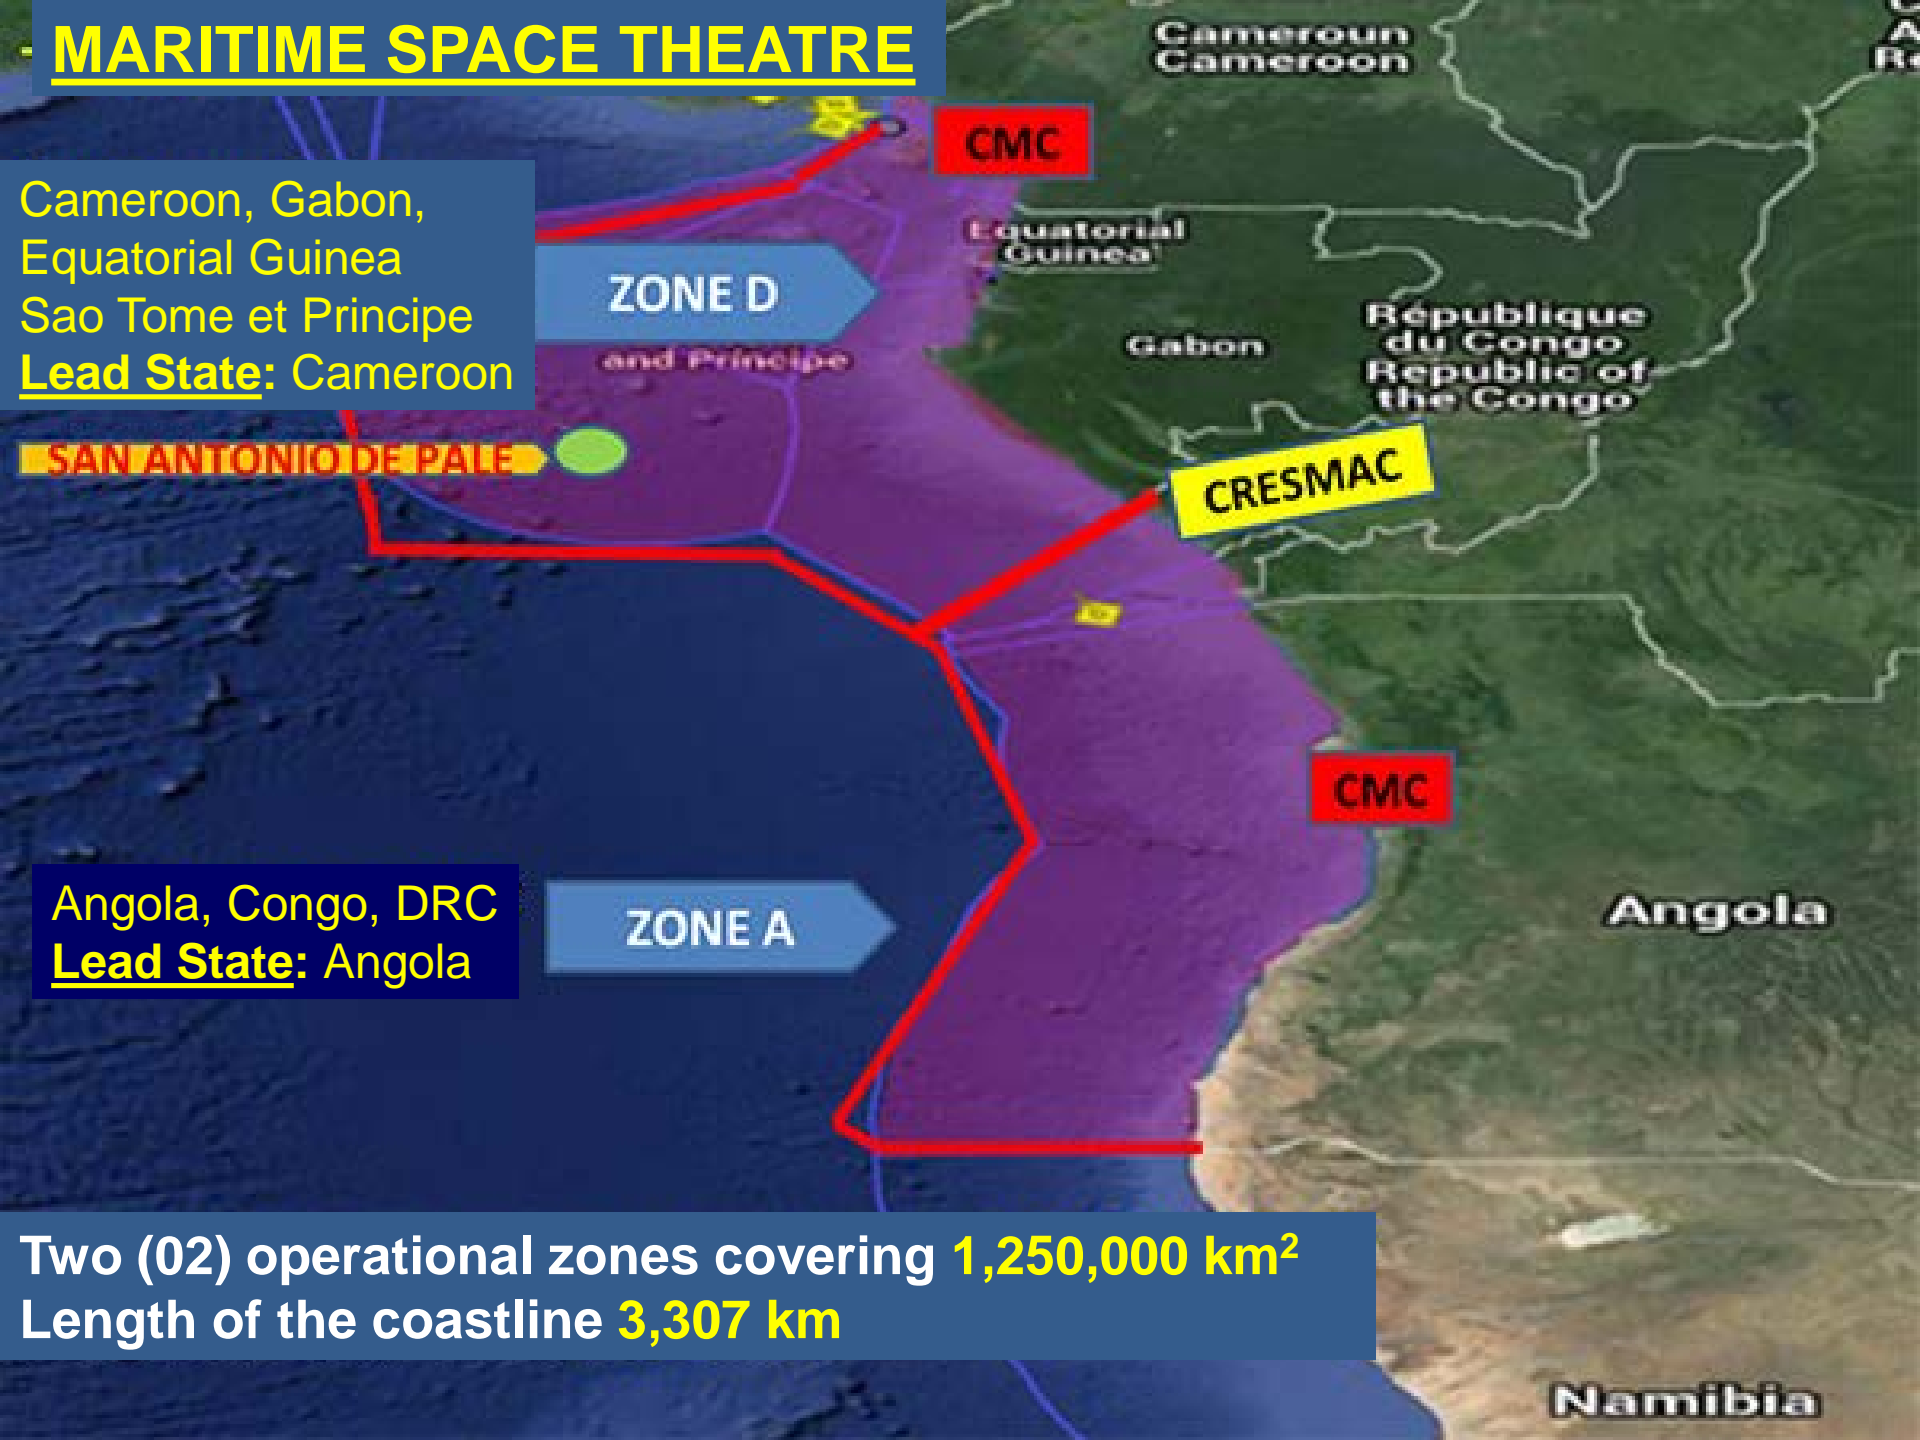 MARITIME SPACE THEATRE
Cameroun
Cameroon
CMC
Cameroon, Gabon,
Equatorial Guinea
Sao Tome et Principe
Lead State: Cameroon
Equatorial
Guinea
ZONE D
and Príncipe
Gabon
République
du Congo
Republic of
the Congo
SAN ANTONIO DE PALE
CRESMAC
CMC
Angola, Congo, DRC
Lead State: Angola
ZONE A
Angola
Two (02) operational zones covering 1,250,000 km²
Length of the coastline 3,307 km
Namibia